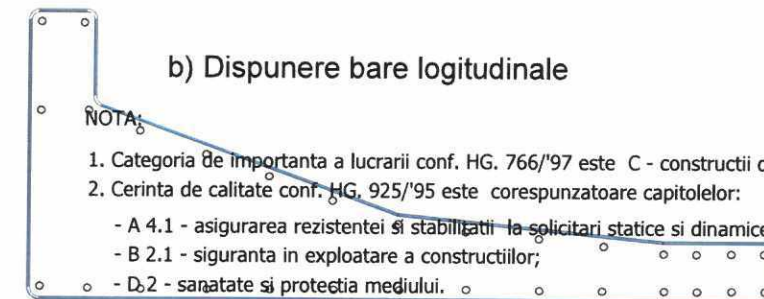 b) Dispunere bare logitudinale
NOTA:
1. Categoria de importanta a lucrarii conf. HG. 766/'97 este C - constructii
2. Cerinta de calitate conf. HG. 925/'95 este corespunzatoare capitolelor:
- A 4.1 - asigurarea rezistentei si stabilitatii la solicitari statice si dinamice
- B 2.1 - siguranta in exploatare a constructiilor;
- D 2 - sanatate si protectia mediului.